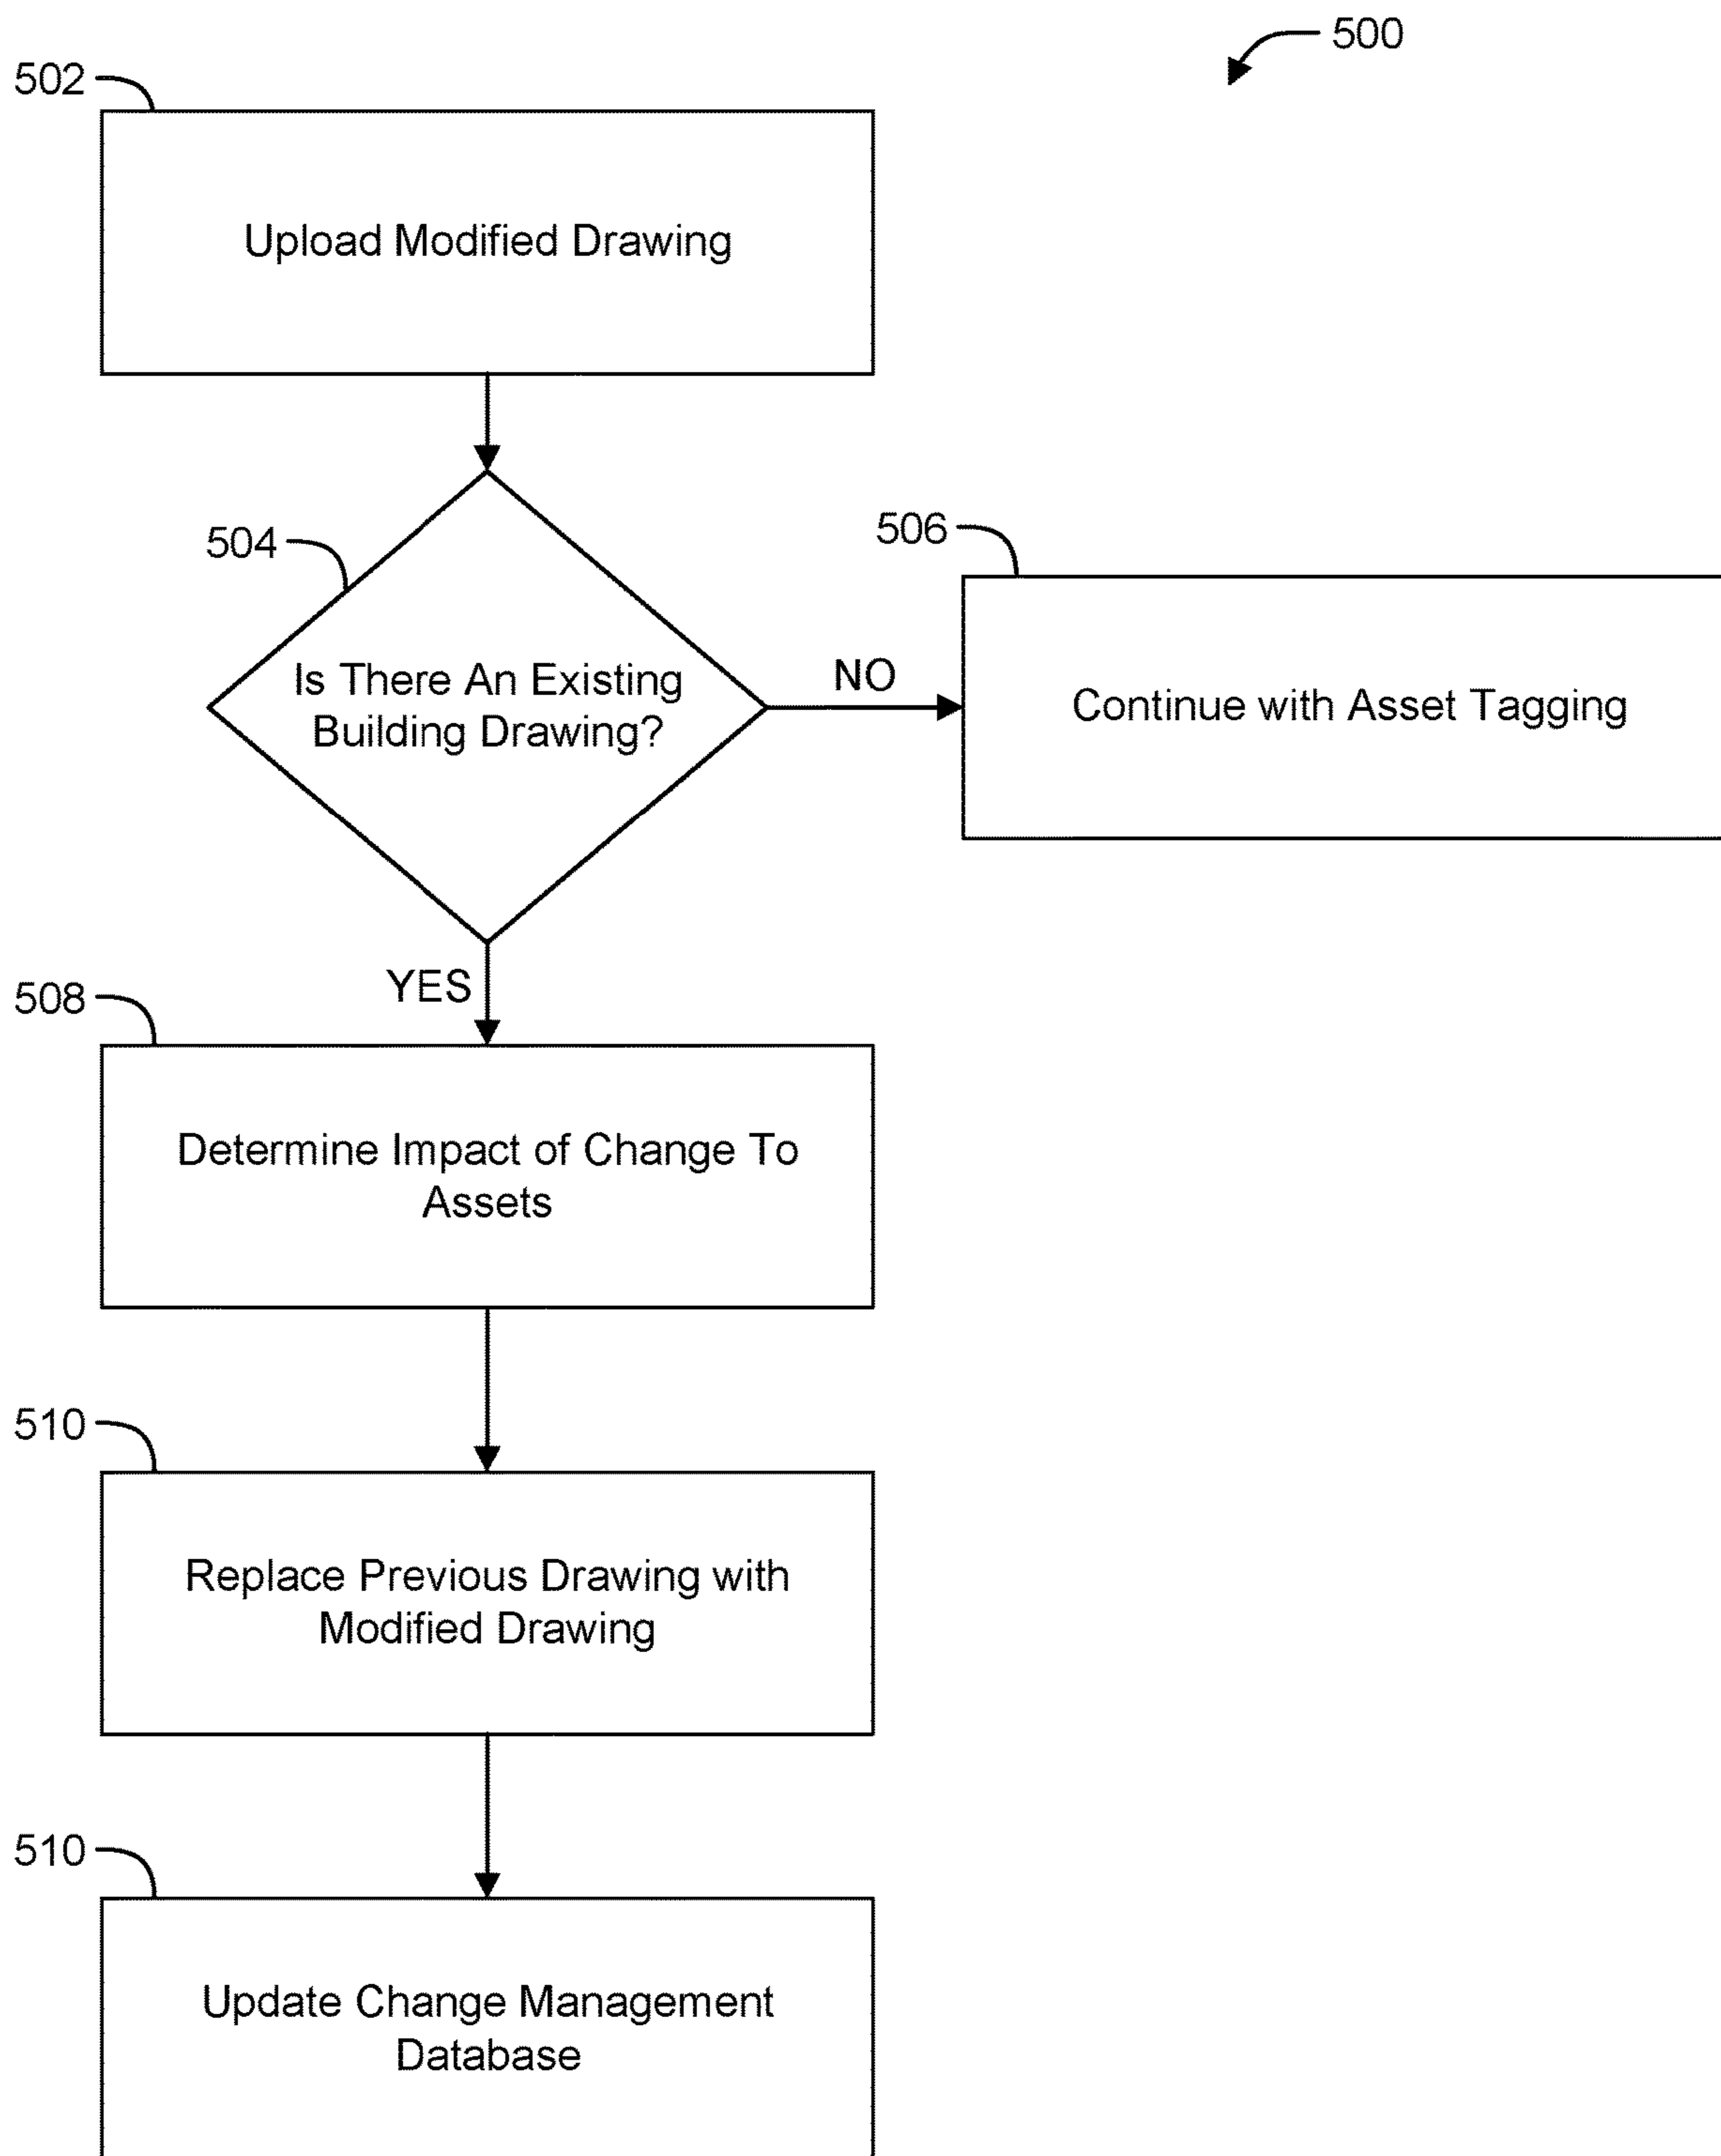 500
502
Upload Modified Drawing
504
Is There An Existing
Building Drawing?
NO
506
Continue with Asset Tagging
YES
508
Determine Impact of Change To
Assets
510
Replace Previous Drawing with
Modified Drawing
510
Update Change Management
Database